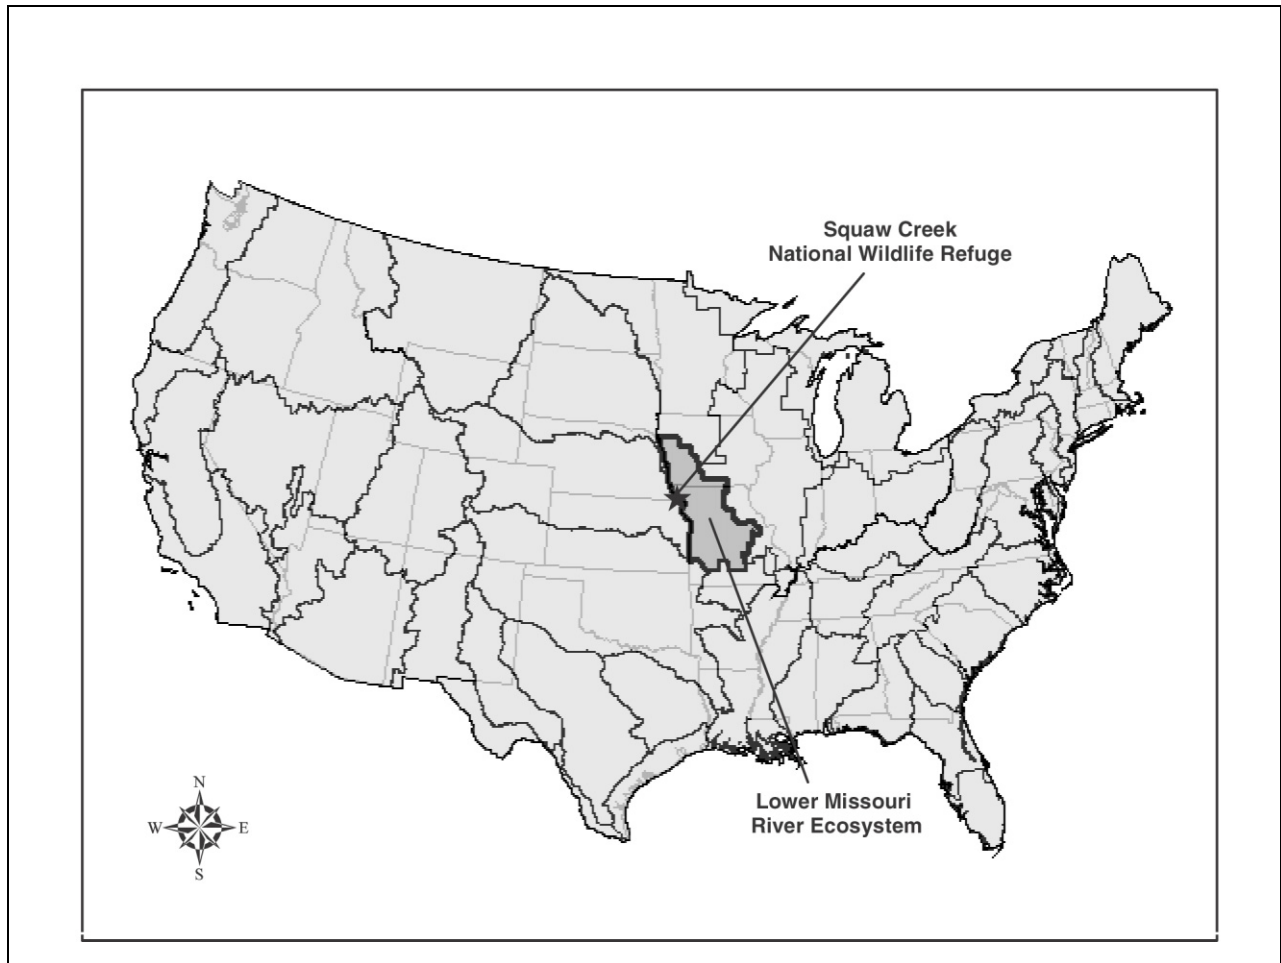 Squaw Creek
National Wildlife Refuge
N
W E
S
Lower Missouri
River Ecosystem